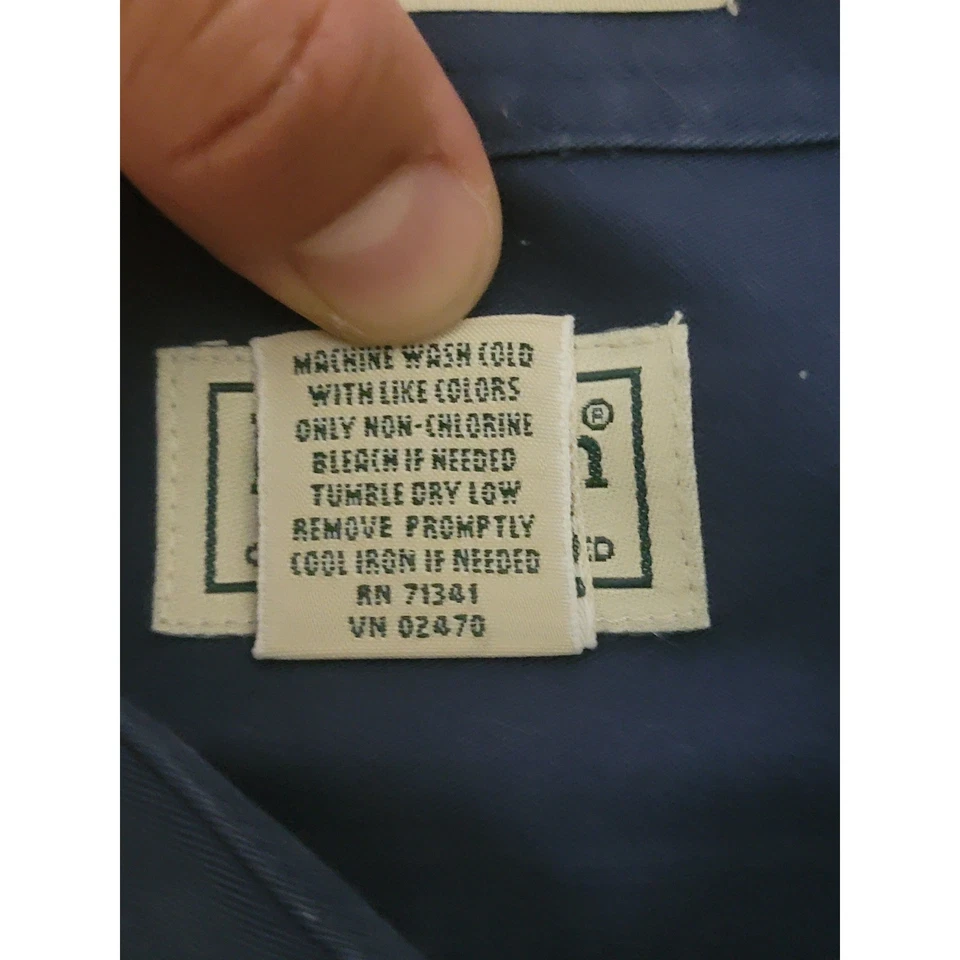 MACHINE WASH COLD
WITH LIKE COLORS
ONLY NON-CHLORINE
BLEACH IF NEEDED
TUMBLE DRY LOW
REMOVE PROMPTLY
COOL IRON IF NEEDED
RN 71341
VN 02470
®